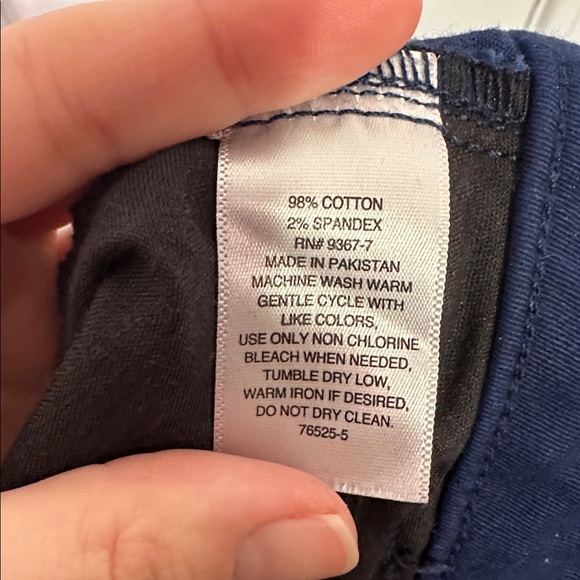 98% COTTON
2% SPANDEX
RN# 9367-7
MADE IN PAKISTAN
MACHINE WASH WARM
GENTLE CYCLE WITH
LIKE COLORS,
USE ONLY NON CHLORINE
BLEACH WHEN NEEDED,
TUMBLE DRY LOW,
WARM IRON IF DESIRED,
DO NOT DRY CLEAN.
76525-5